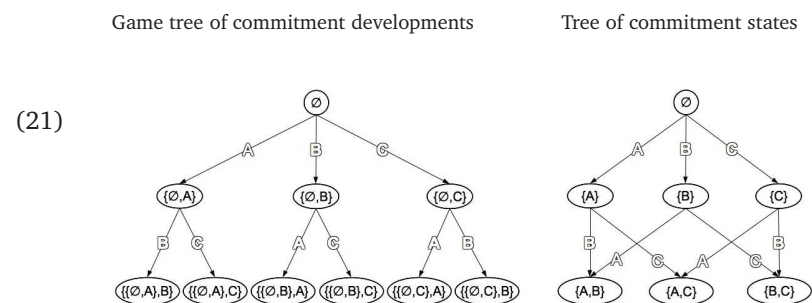 Game tree of commitment developments Tree of commitment states
(21)
∅ ∅
A B C A B C
{∅,A} {∅,B} {∅,C} {A} {B} {C}
B C A C A B B A C A C B
{{∅,A},B} {{∅,A},C} {{∅,B},A} {{∅,B},C} {{∅,C},A} {{∅,C},B} {A,B} {A,C} {B,C}